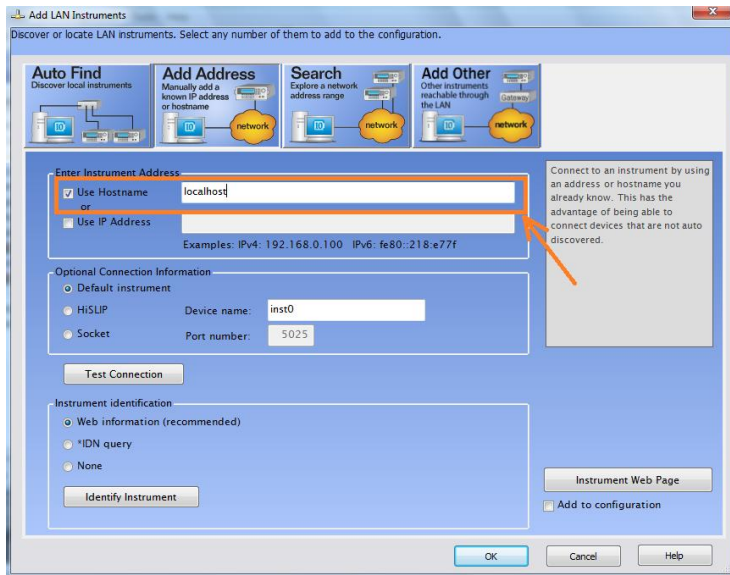 Add LAN Instruments
Discover or locate LAN instruments. Select any number of them to add to the configuration.
Auto Find
Discover local instruments
Add Address
Manually add a
known IP address
or hostname
network
Search
Explore a network
address range
network
Add Other
Other instruments
reachable through
the LAN
Gateway
network
Enter Instrument Address
Use Hostname
localhost
or
Use IP Address
Examples: IPv4: 192.168.0.100 IPv6: fe80::218:e77f
Connect to an instrument by using
an address or hostname you
already know. This has the
advantage of being able to
connect devices that are not auto
discovered.
Optional Connection Information
Default instrument
HiSLIP
Device name:
inst0
Socket
Port number:
5025
Test Connection
Instrument identification
Web information (recommended)
*IDN query
None
Identify Instrument
Instrument Web Page
Add to configuration
OK
Cancel
Help